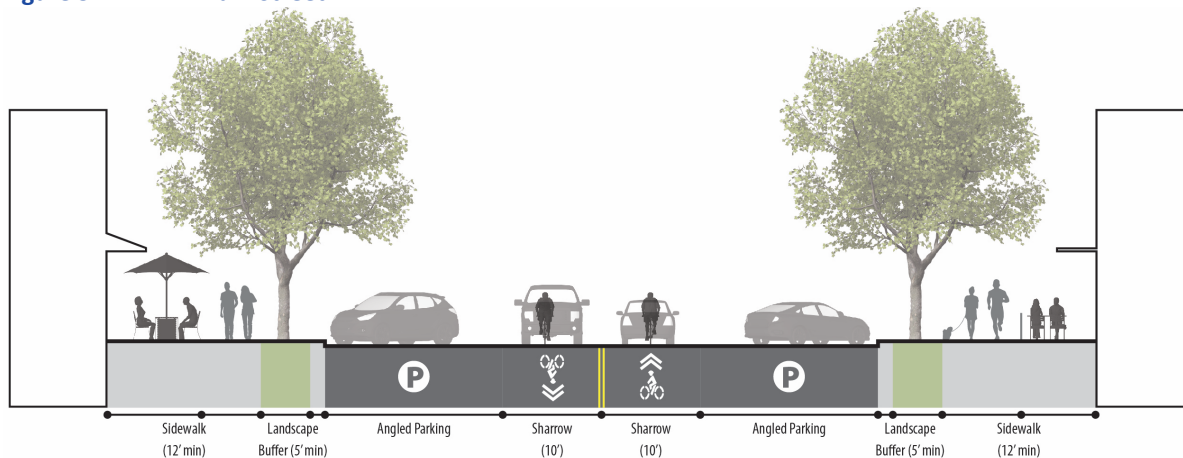 P
P
Sidewalk
(12' min)
Landscape
Buffer (5' min)
Angled Parking
Sharrow
(10')
Sharrow
(10')
Angled Parking
Landscape
Buffer (5' min)
Sidewalk
(12' min)